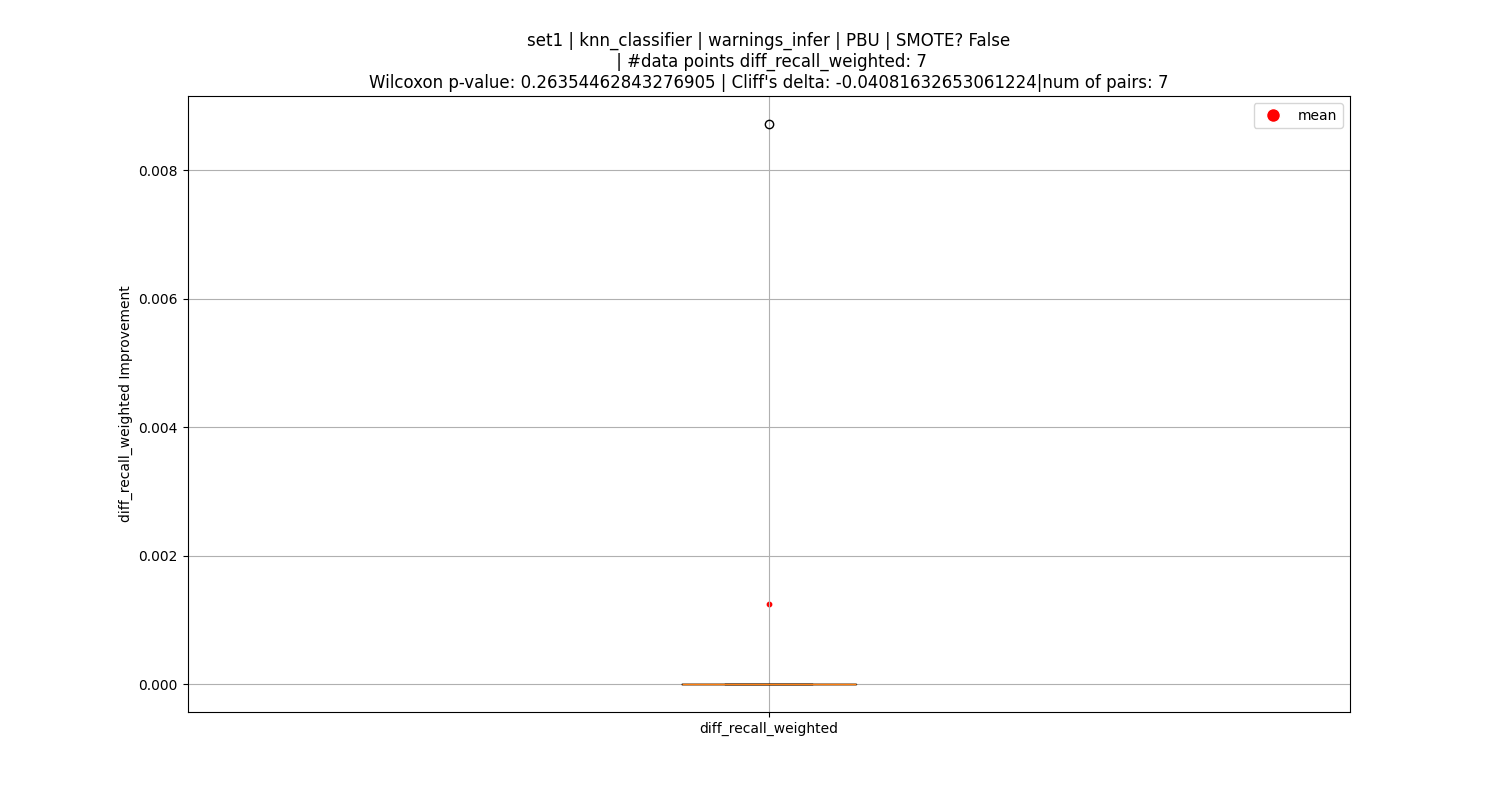 set1 | knn_classifier | warnings_infer | PBU | SMOTE? False
| #data points diff_recall_weighted: 7
Wilcoxon p-value: 0.26354462843276905 | Cliff's delta: -0.04081632653061224|num of pairs: 7
mean
0.008
0.006
0.004
0.002
0.000
diff_recall_weighted Improvement
diff_recall_weighted